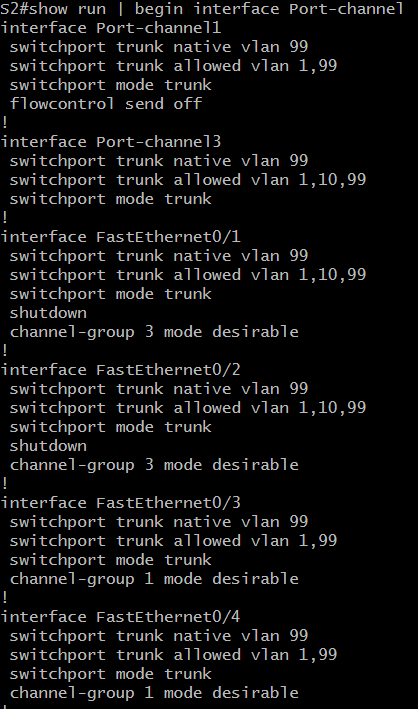 S2#show run | begin interface Port-channel
interface Port-channel1
 switchport trunk native vlan 99
 switchport trunk allowed vlan 1,99
 switchport mode trunk
 flowcontrol send off
!
interface Port-channel3
 switchport trunk native vlan 99
 switchport trunk allowed vlan 1,10,99
 switchport mode trunk
!
interface FastEthernet0/1
 switchport trunk native vlan 99
 switchport trunk allowed vlan 1,10,99
 switchport mode trunk
 shutdown
 channel-group 3 mode desirable
!
interface FastEthernet0/2
 switchport trunk native vlan 99
 switchport trunk allowed vlan 1,10,99
 switchport mode trunk
 shutdown
 channel-group 3 mode desirable
!
interface FastEthernet0/3
 switchport trunk native vlan 99
 switchport trunk allowed vlan 1,99
 switchport mode trunk
 channel-group 1 mode desirable
!
interface FastEthernet0/4
 switchport trunk native vlan 99
 switchport trunk allowed vlan 1,99
 switchport mode trunk
 channel-group 1 mode desirable
!